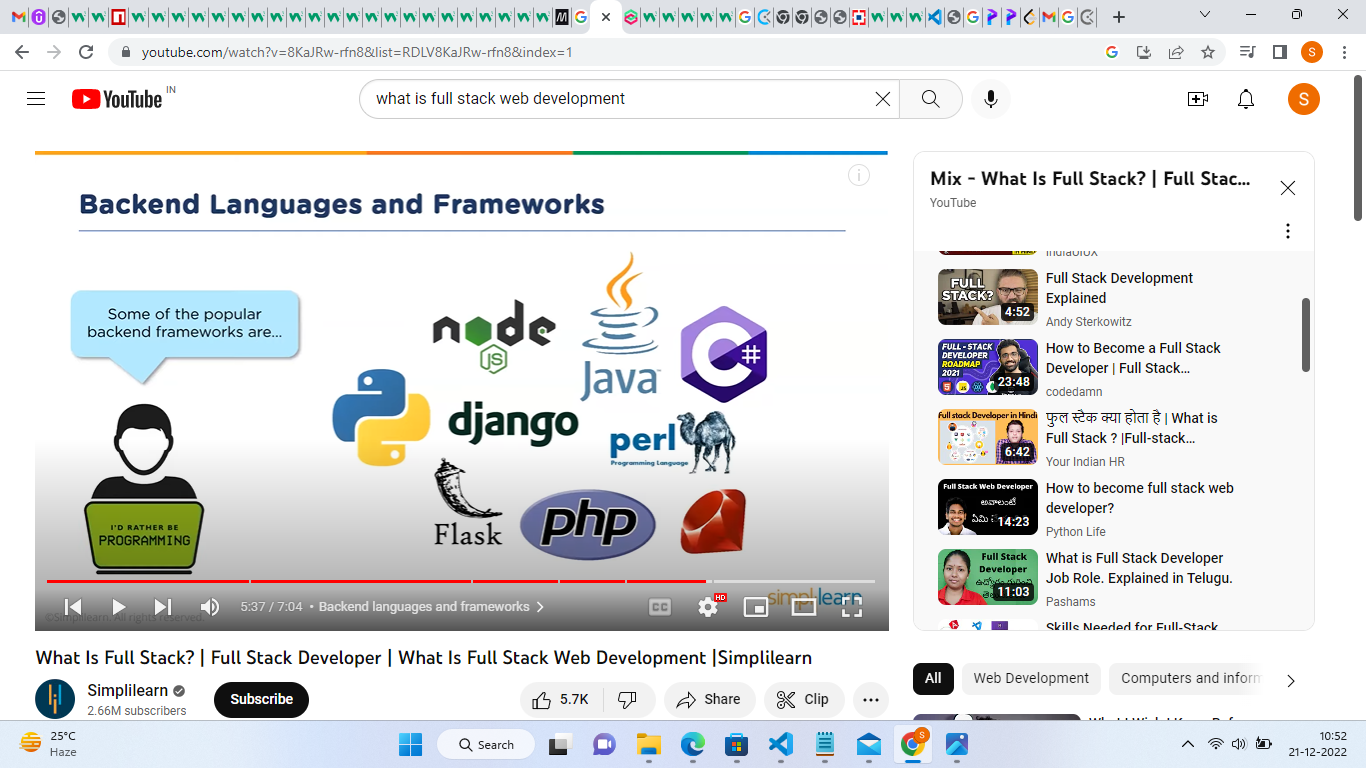 youtube.com/watch?v=8KaJRw-rfn8&list=RDLV8KaJRw-rfn8&index=1
S
YouTube IN
what is full stack web development
S
Backend Languages and Frameworks
Some of the popular
backend frameworks are...
node
JS
Java
C#
django
perl
Programming Language
Flask
php
I'D RATHER BE
PROGRAMMING
5:37 / 7:04 • Backend languages and frameworks
CC
HD
simplilearn
©Simplilearn. All rights reserved.
What Is Full Stack? | Full Stack Developer | What Is Full Stack Web Development |Simplilearn
Simplilearn
2.66M subscribers
Subscribe
5.7K
Share
Clip
Mix - What Is Full Stack? | Full Stac...
YouTube
IndiaUIUX
FULL
STACK?
4:52
Full Stack Development
Explained
Andy Sterkowitz
FULL - STACK
DEVELOPER
ROADMAP
2021
23:48
How to Become a Full Stack
Developer | Full Stack...
codedamn
Full stack Developer in Hindi
6:42
फुल स्टैक क्या होता है | What is
Full Stack ? |Full-stack...
Your Indian HR
Full Stack Web Developer
అవాలంటే
ఏమి
14:23
How to become full stack web
developer?
Python Life
Full Stack
Developer
11:03
What is Full Stack Developer
Job Role. Explained in Telugu.
Pashams
Skills Needed for Full-Stack
All
Web Development
Computers and inform
25°C
Haze
Search
S
10:52
21-12-2022